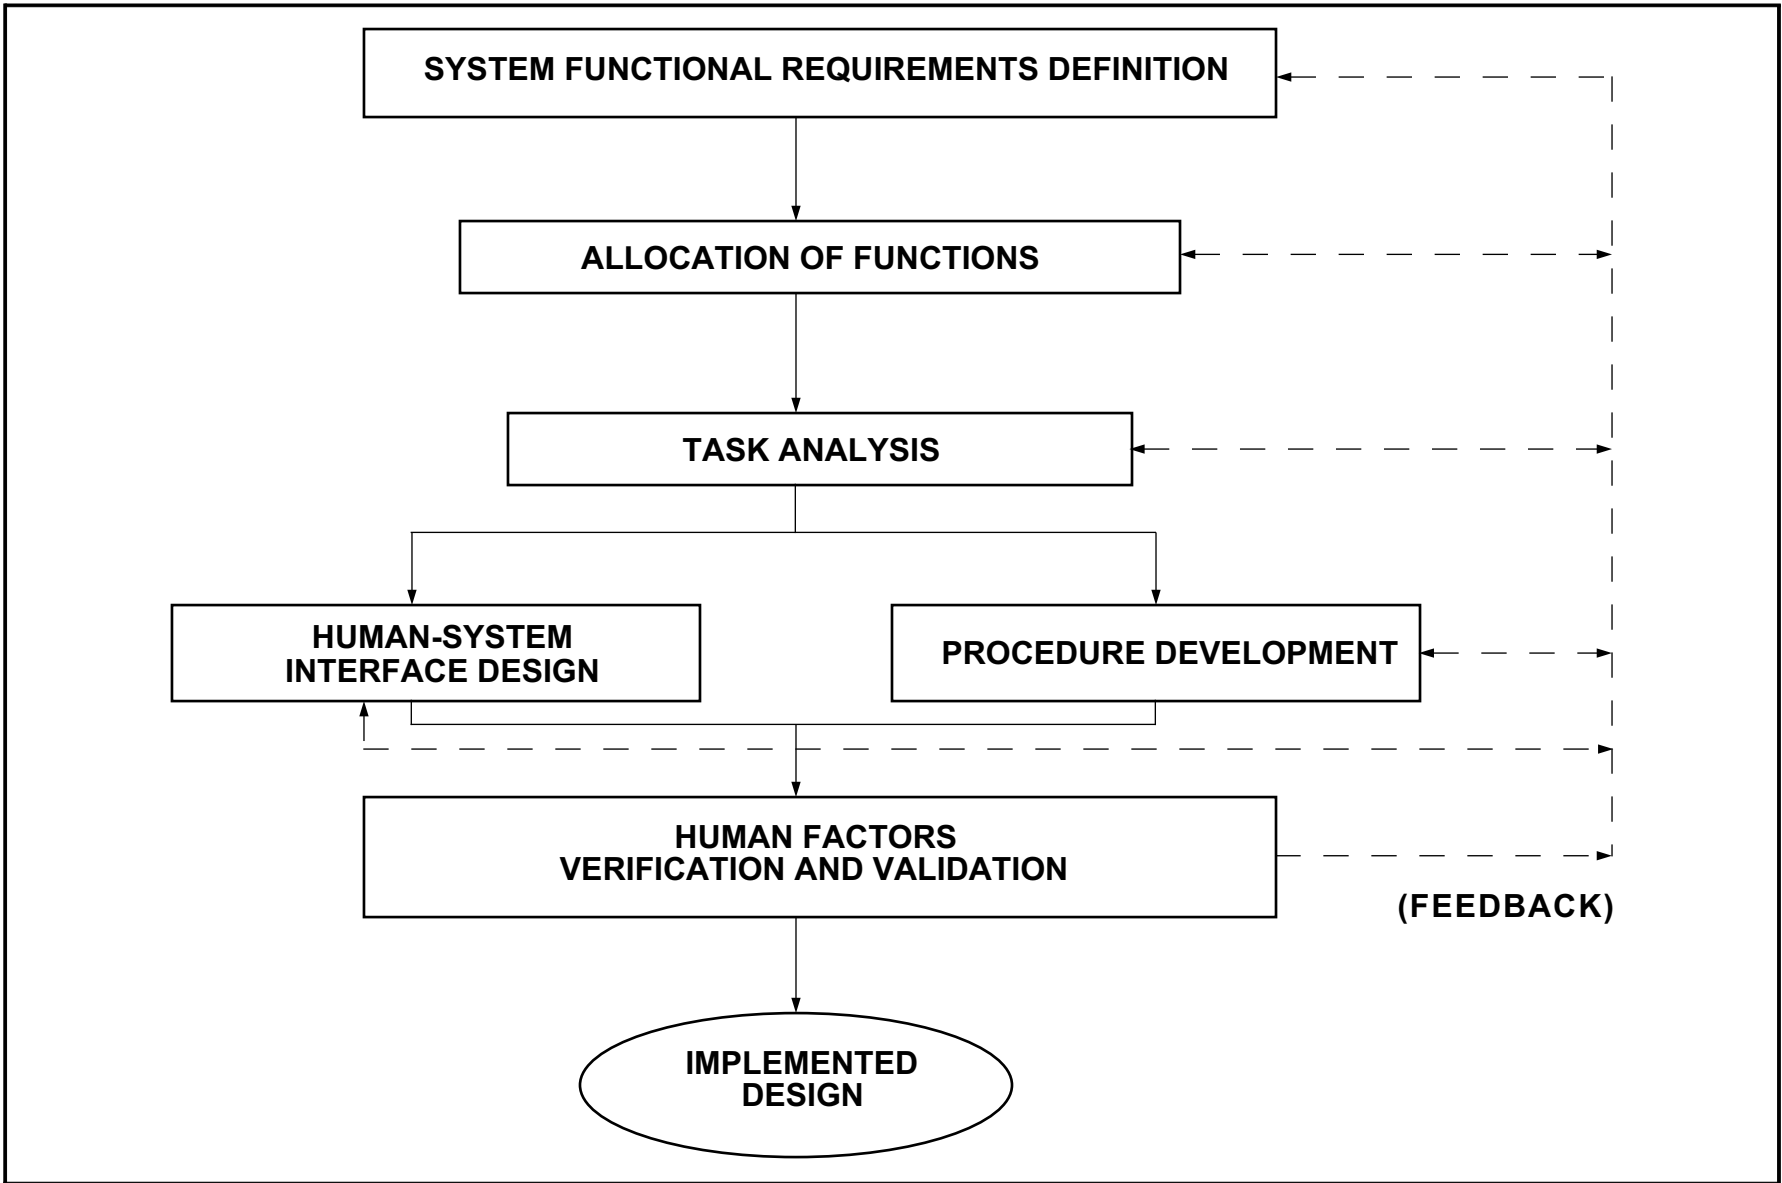 SYSTEM FUNCTIONAL REQUIREMENTS DEFINITION
ALLOCATION OF FUNCTIONS
TASK ANALYSIS
HUMAN-SYSTEM
INTERFACE DESIGN
PROCEDURE DEVELOPMENT
HUMAN FACTORS
VERIFICATION AND VALIDATION
(FEEDBACK)
IMPLEMENTED
DESIGN